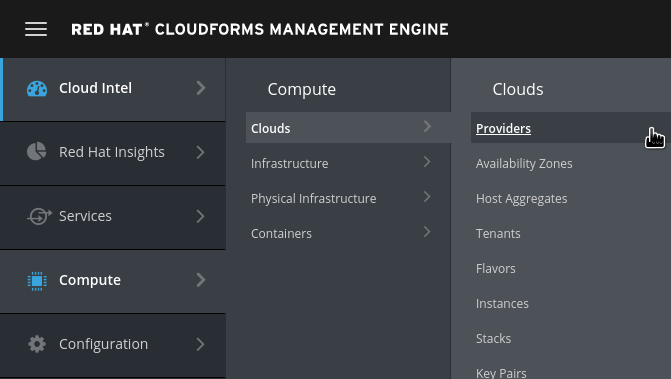 RED HAT® CLOUDFORMS MANAGEMENT ENGINE
Cloud Intel
Red Hat Insights
Services
Compute
Configuration
Compute
Clouds
Infrastructure
Physical Infrastructure
Containers
Clouds
Providers
Availability Zones
Host Aggregates
Tenants
Flavors
Instances
Stacks
Key Pairs